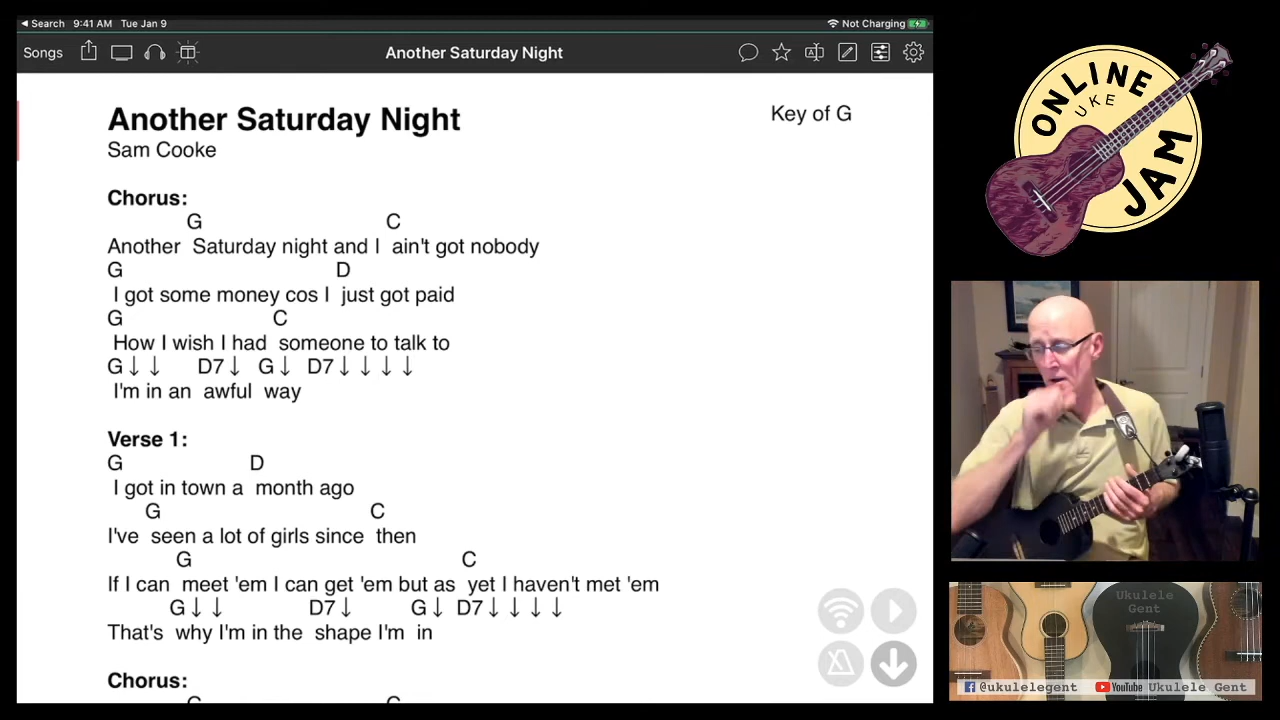 Search 9:41 AM Tue Jan 9 Not Charging
Songs Another Saturday Night
Another Saturday Night Key of G
Sam Cooke
Chorus:
G C
Another Saturday night and I ain't got nobody
G D
I got some money cos I just got paid
G C
How I wish I had someone to talk to
G↓ ↓ D7↓ G↓ D7↓ ↓ ↓ ↓
I'm in an awful way
Verse 1:
G D
I got in town a month ago
G C
I've seen a lot of girls since then
G C
If I can meet 'em I can get 'em but as yet I haven't met 'em
G↓ ↓ D7↓ G↓ D7↓ ↓ ↓ ↓
That's why I'm in the shape I'm in
Chorus:
ONLINE
UKE
JAM
Ukulele
Gent
@ukulelegent YouTube Ukulele Gent